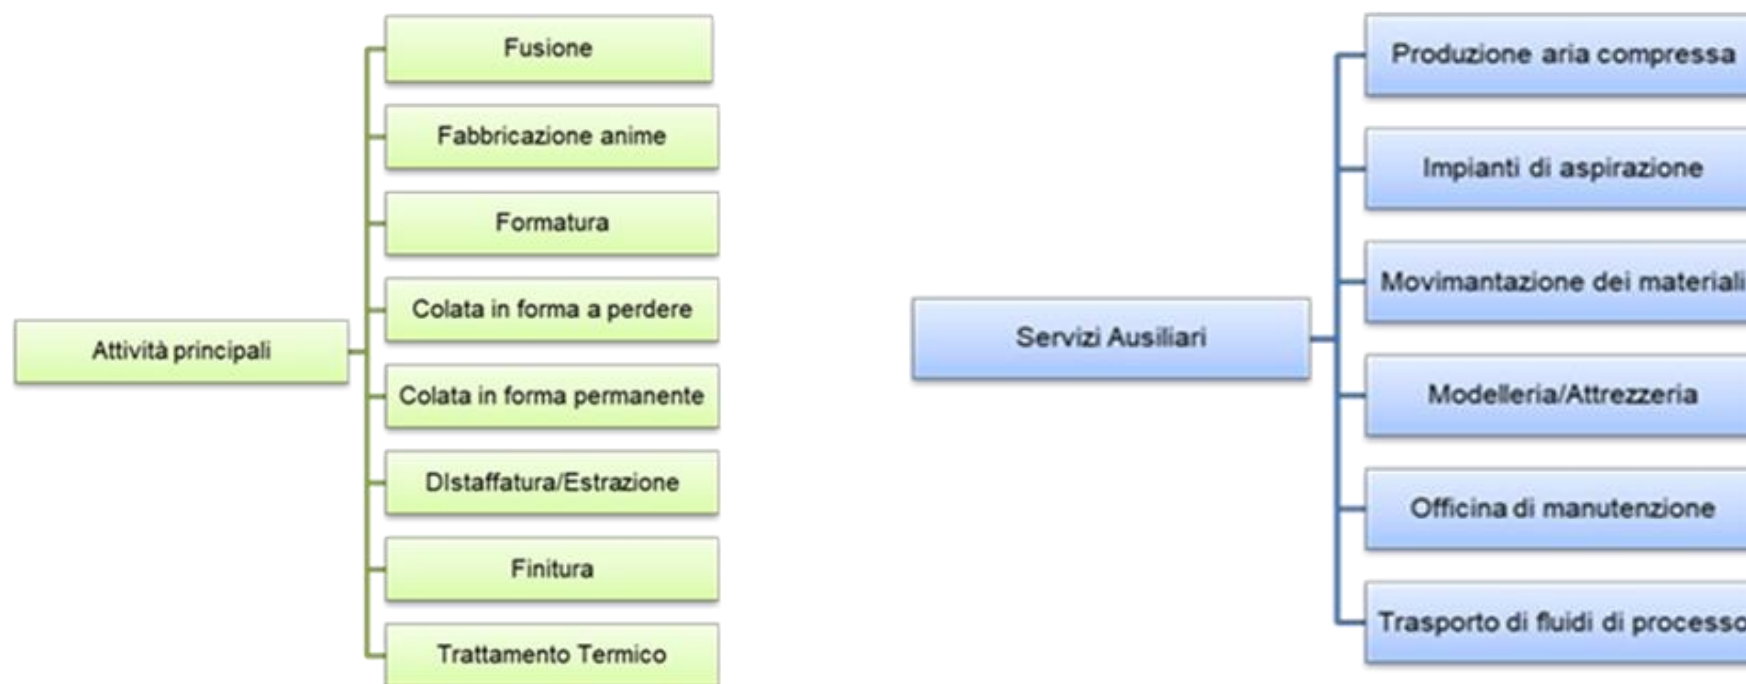 Attività principali
Fusione
Fabbricazione anime
Formatura
Colata in forma a perdere
Colata in forma permanente
DIstaffatura/Estrazione
Finitura
Trattamento Termico
Servizi Ausiliari
Produzione aria compressa
Impianti di aspirazione
Movimantazione dei materiali
Modelleria/Attrezzeria
Officina di manutenzione
Trasporto di fluidi di processo